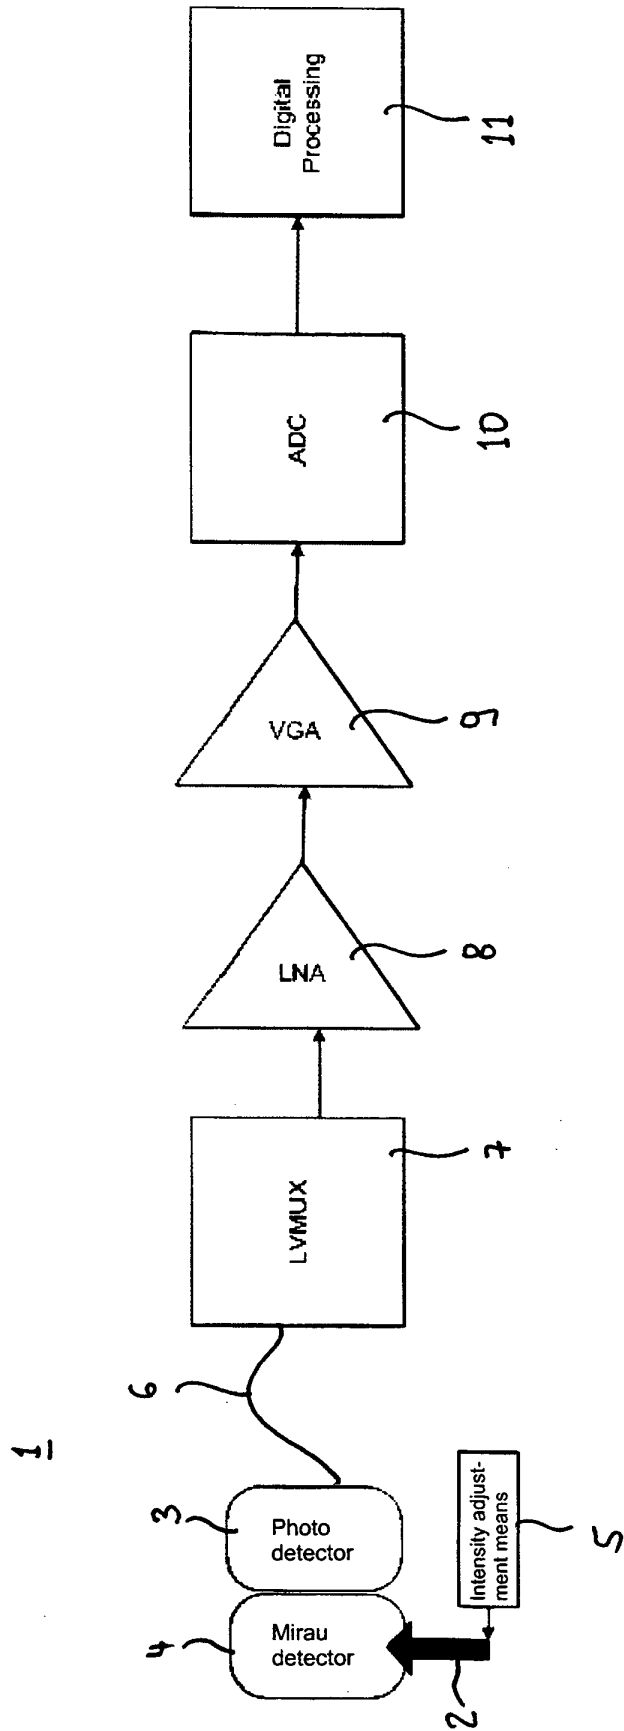 1
Mirau
detector
4
Photo
detector
3
2
Intensity adjust-
ment means
5
6
LVMUX
7
LNA
8
VGA
9
ADC
10
Digital
Processing
11